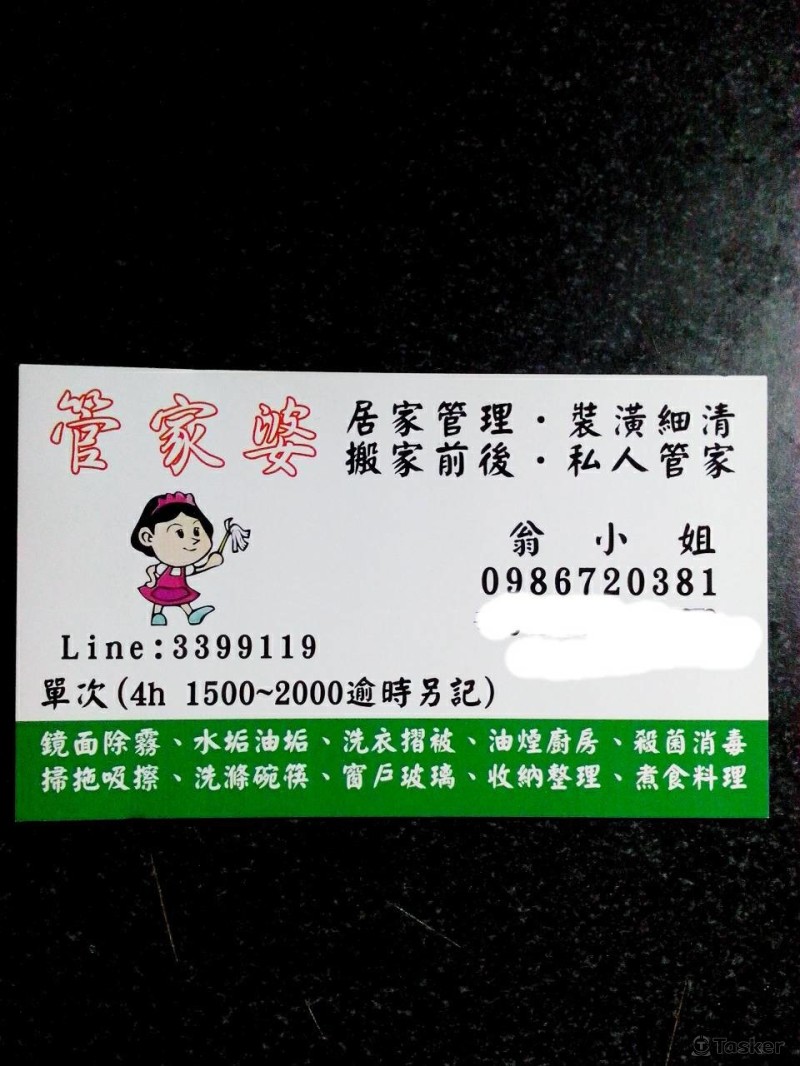 管家婆
居家管理·裝潢細清
搬家前後·私人管家
翁小姐
0986720381
Line:3399119
單次(4h 1500~2000逾時另記)
鏡面除霧、水垢油垢、洗衣摺被、油煙廚房、殺菌消毒
掃拖吸擦、洗滌碗筷、窗戶玻璃、收納整理、煮食料理
Tasker